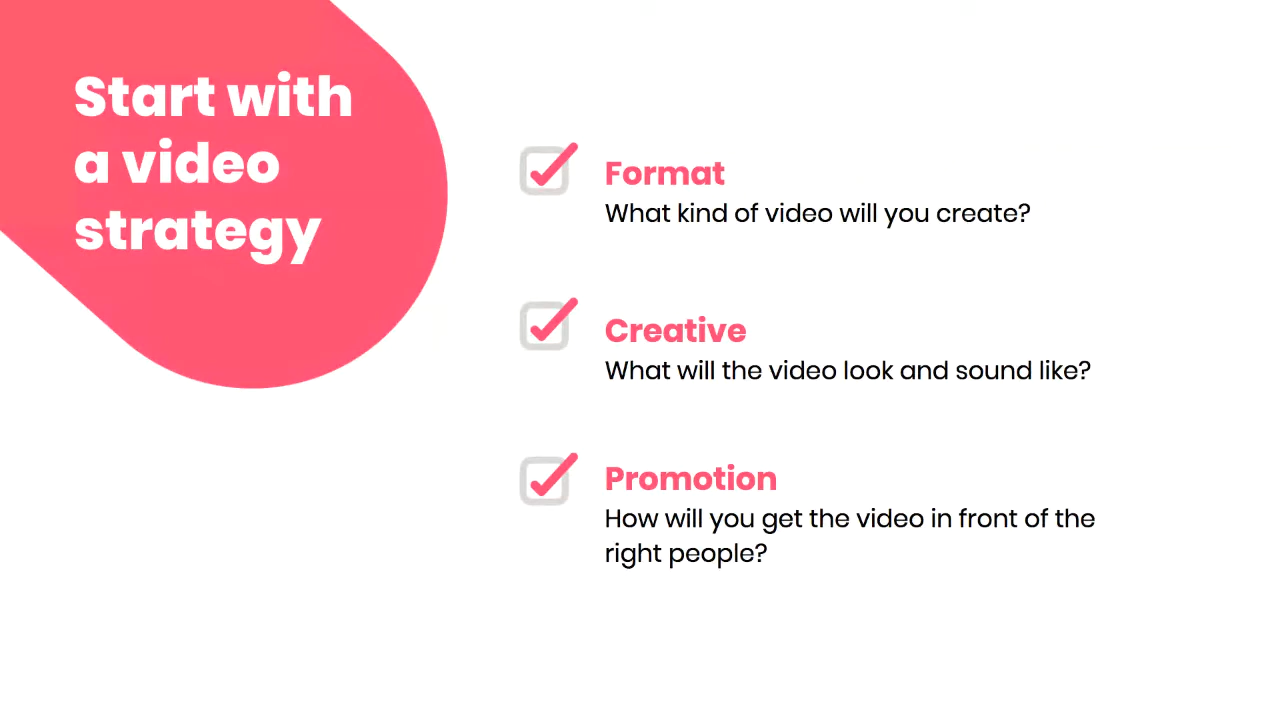 Start with
a video
strategy
Format
What kind of video will you create?
Creative
What will the video look and sound like?
Promotion
How will you get the video in front of the
right people?